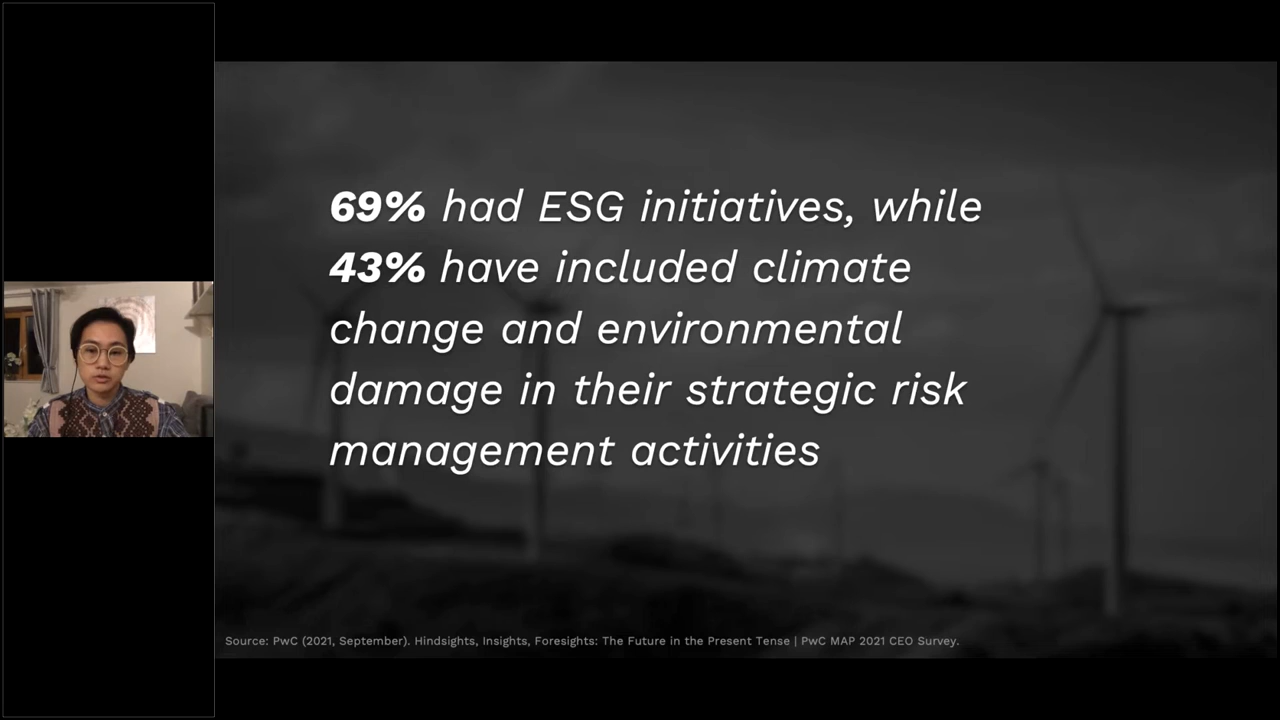 69% had ESG initiatives, while
43% have included climate
change and environmental
damage in their strategic risk
management activities
Source: PwC (2021, September). Hindsights, Insights, Foresights: The Future in the Present Tense | PwC MAP 2021 CEO Survey.